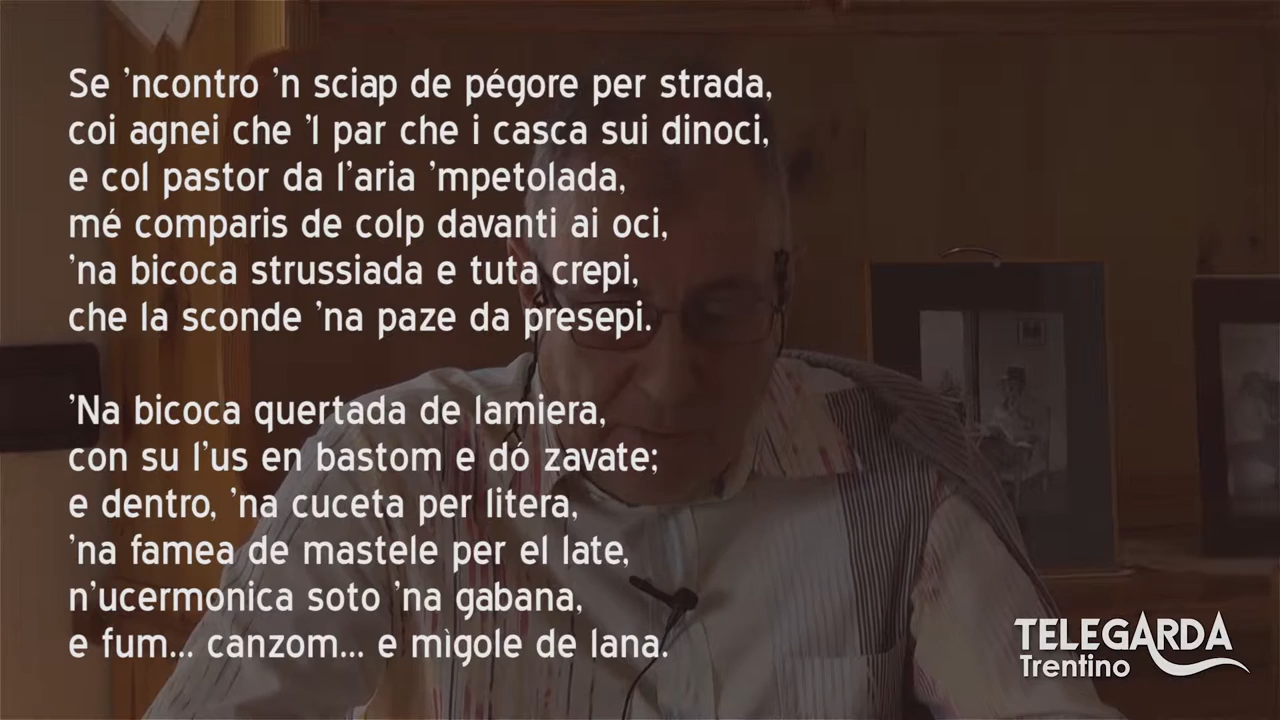 Se 'ncontro 'n sciap de pégore per strada,
coi agnei che 'l par che i casca sui dinoci,
e col pastor da l'aria 'mpetolada,
mé comparis de colp davanti ai oci,
'na bicoca strussiada e tuta crepi,
che la sconde 'na paze da presepi.
'Na bicoca quertada de lamiera,
con su l'us en bastom e dó zavate;
e dentro, 'na cuceta per litera,
'na famea de mastele per el late,
n'ucermonica soto 'na gabana,
e fum... canzom... e mìgole de lana.
TELEGARDA
Trentino